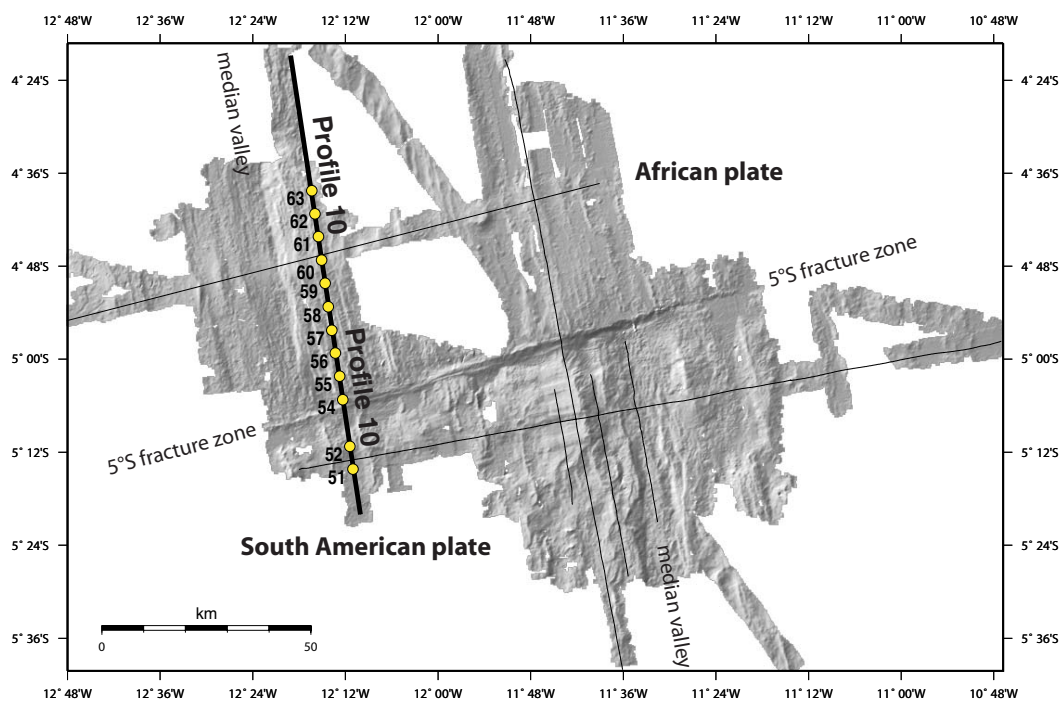 12° 48'W 12° 36'W 12° 24'W 12° 12'W 12° 00'W 11° 48'W 11° 36'W 11° 24'W 11° 12'W 11° 00'W 10° 48'W
4° 24'S 4° 24'S
median valley
Profile 10
4° 36'S 4° 36'S
African plate
63
62
61
5°S fracture zone
4° 48'S 4° 48'S
60
59
58
57
Profile 10
56
5° 00'S 5° 00'S
55
54
5°S fracture zone
52
5° 12'S 5° 12'S
51
South American plate
5° 24'S 5° 24'S
median valley
km
0 50
5° 36'S 5° 36'S
12° 48'W 12° 36'W 12° 24'W 12° 12'W 12° 00'W 11° 48'W 11° 36'W 11° 24'W 11° 12'W 11° 00'W 10° 48'W